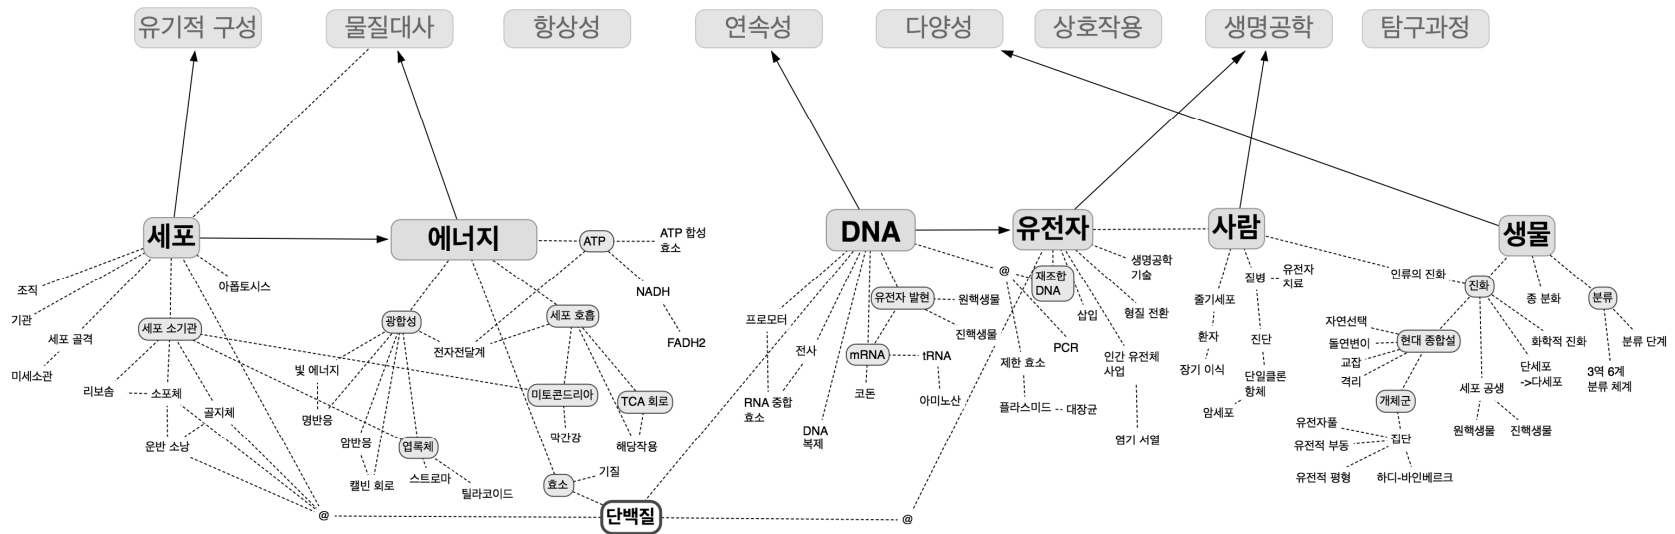 유기적 구성
물질대사
항상성
연속성
다양성
상호작용
생명공학
탐구과정
세포
에너지
DNA
유전자
사람
생물
ATP
ATP 합성
효소
NADH
FADH2
조직
기관
세포 골격
미세소관
아폽토시스
세포 소기관
리보솜
소포체
골지체
운반 소낭
@
광합성
세포 호흡
전자전달계
빛 에너지
명반응
암반응
캘빈 회로
엽록체
스트로마
틸라코이드
미토콘드리아
막간강
TCA 회로
해당작용
효소
기질
단백질
@
프로모터
전사
RNA 중합
효소
DNA
복제
유전자 발현
원핵생물
진핵생물
mRNA
tRNA
코돈
아미노산
@
재조합
DNA
삽입
생명공학
기술
형질 전환
PCR
제한 효소
플라스미드
대장균
인간 유전체
사업
염기 서열
줄기세포
환자
장기 이식
질병
유전자
치료
진단
단일클론
항체
암세포
인류의 진화
진화
종 분화
분류
자연선택
돌연변이
교잡
격리
현대 종합설
개체군
유전자풀
유전적 부동
유전적 평형
집단
하디-바인베르크
세포 공생
원핵생물
진핵생물
화학적 진화
단세포
->다세포
3역 6계
분류 체계
분류 단계